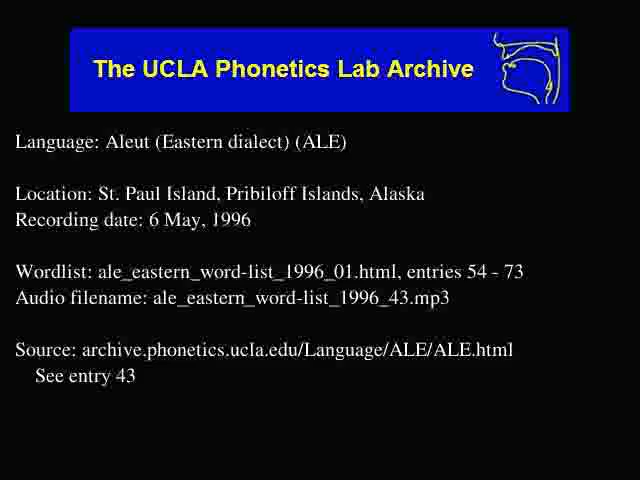 The UCLA Phonetics Lab Archive
Language: Aleut (Eastern dialect) (ALE)
Location: St. Paul Island, Pribiloff Islands, Alaska
Recording date: 6 May, 1996
Wordlist: ale_eastern_word-list_1996_01.html, entries 54 - 73
Audio filename: ale_eastern_word-list_1996_43.mp3
Source: archive.phonetics.ucla.edu/Language/ALE/ALE.html
See entry 43